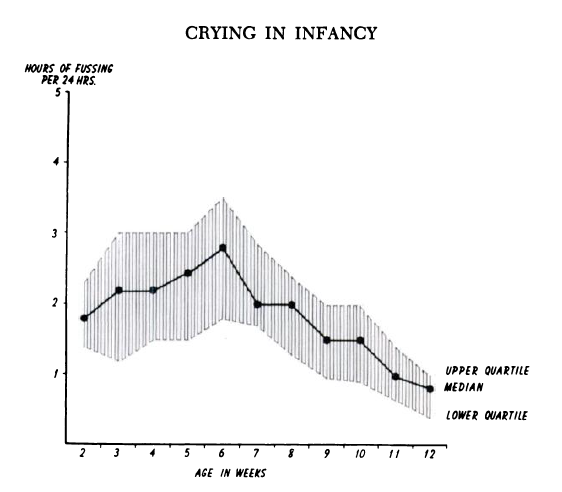 CRYING IN INFANCY
HOURS OF FUSSING
PER 24 HRS.
5
4
3
2
1
UPPER QUARTILE
MEDIAN
LOWER QUARTILE
2 3 4 5 6 7 8 9 10 11 12
AGE IN WEEKS